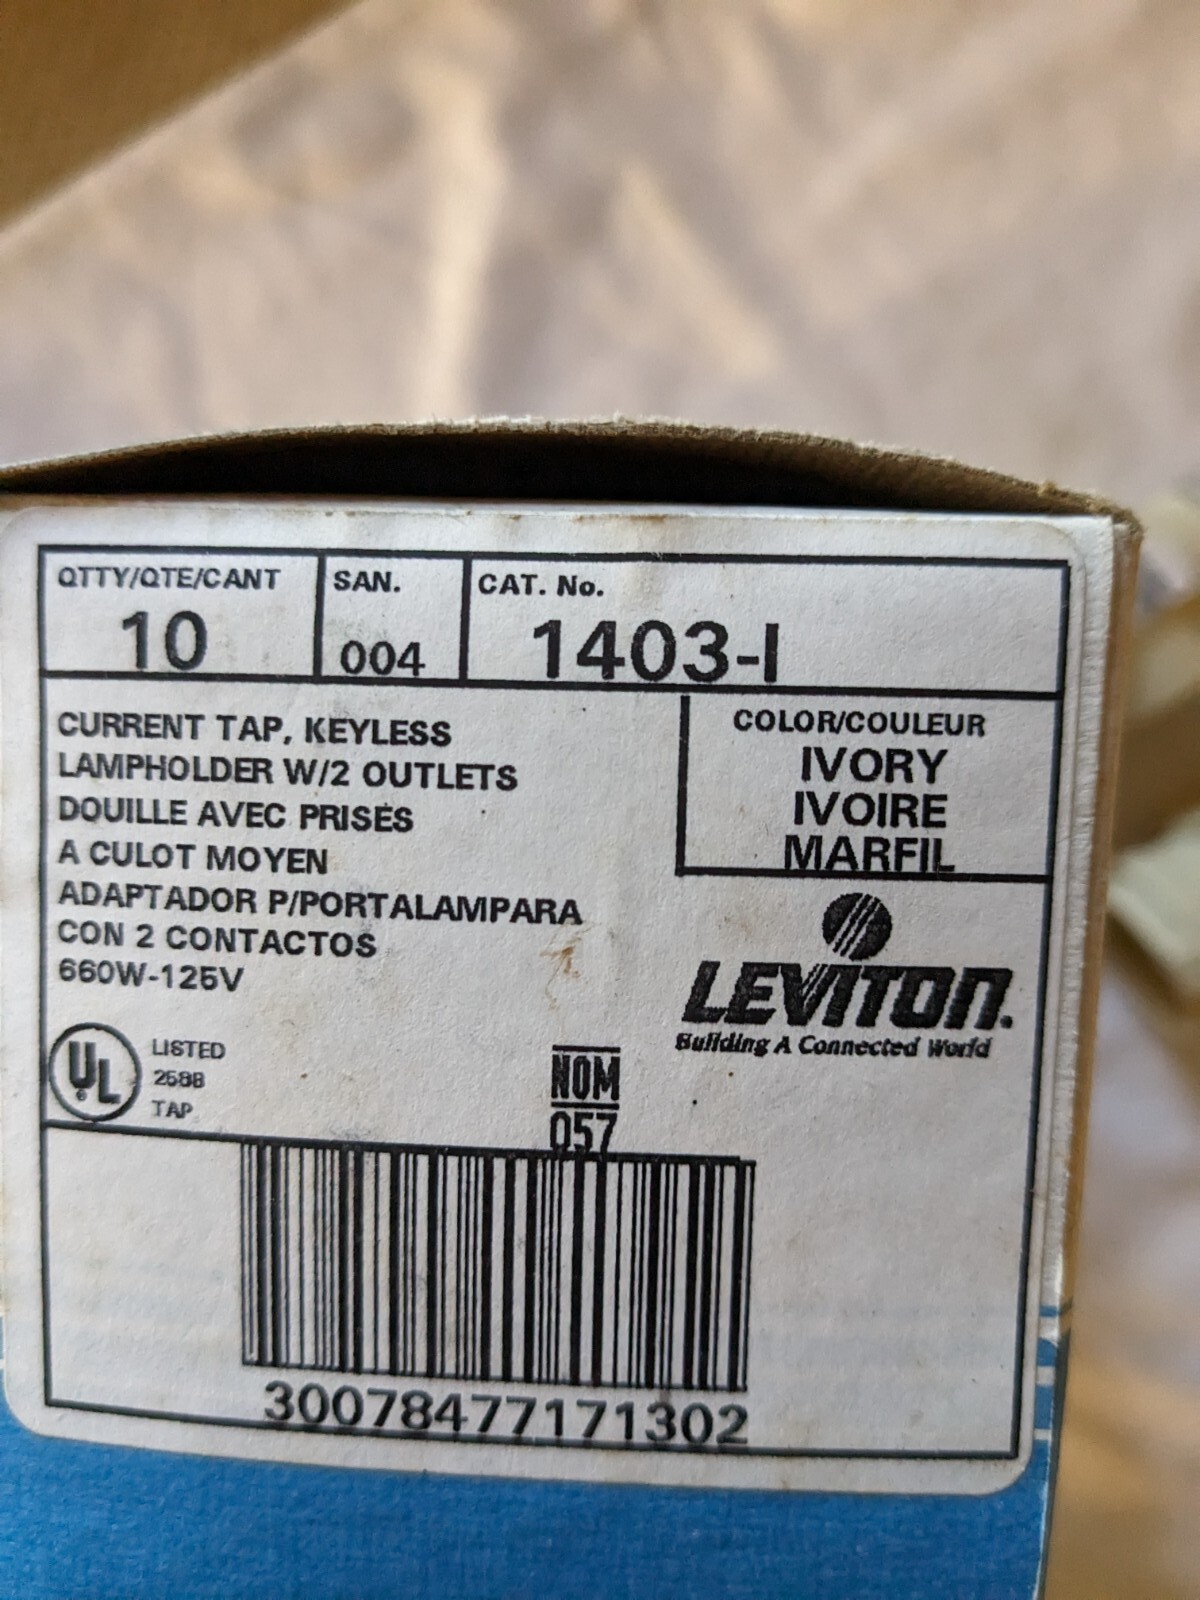 QTTY/QTE/CANT
10
SAN.
004
CAT. No.
1403-I
CURRENT TAP, KEYLESS
LAMPHOLDER W/2 OUTLETS
DOUILLE AVEC PRISES
A CULOT MOYEN
ADAPTADOR P/PORTALAMPARA
CON 2 CONTACTOS
660W-125V
COLOR/COULEUR
IVORY
IVOIRE
MARFIL
LEVITON.
Building A Connected World
UL
LISTED
258B
TAP
NOM
057
30078477171302